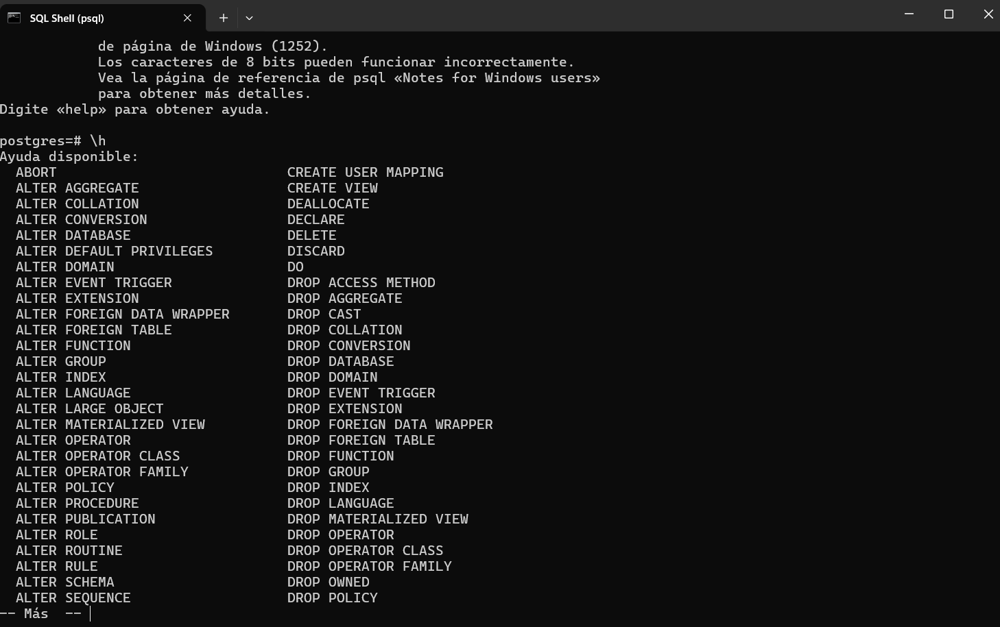 SQL Shell (psql)
de página de Windows (1252).
Los caracteres de 8 bits pueden funcionar incorrectamente.
Vea la página de referencia de psql «Notes for Windows users»
para obtener más detalles.
Digite «help» para obtener ayuda.
postgres=# \h
Ayuda disponible:
ABORT CREATE USER MAPPING
ALTER AGGREGATE CREATE VIEW
ALTER COLLATION DEALLOCATE
ALTER CONVERSION DECLARE
ALTER DATABASE DELETE
ALTER DEFAULT PRIVILEGES DISCARD
ALTER DOMAIN DO
ALTER EVENT TRIGGER DROP ACCESS METHOD
ALTER EXTENSION DROP AGGREGATE
ALTER FOREIGN DATA WRAPPER DROP CAST
ALTER FOREIGN TABLE DROP COLLATION
ALTER FUNCTION DROP CONVERSION
ALTER GROUP DROP DATABASE
ALTER INDEX DROP DOMAIN
ALTER LANGUAGE DROP EVENT TRIGGER
ALTER LARGE OBJECT DROP EXTENSION
ALTER MATERIALIZED VIEW DROP FOREIGN DATA WRAPPER
ALTER OPERATOR DROP FOREIGN TABLE
ALTER OPERATOR CLASS DROP FUNCTION
ALTER OPERATOR FAMILY DROP GROUP
ALTER POLICY DROP INDEX
ALTER PROCEDURE DROP LANGUAGE
ALTER PUBLICATION DROP MATERIALIZED VIEW
ALTER ROLE DROP OPERATOR
ALTER ROUTINE DROP OPERATOR CLASS
ALTER RULE DROP OPERATOR FAMILY
ALTER SCHEMA DROP OWNED
ALTER SEQUENCE DROP POLICY
-- Más  --